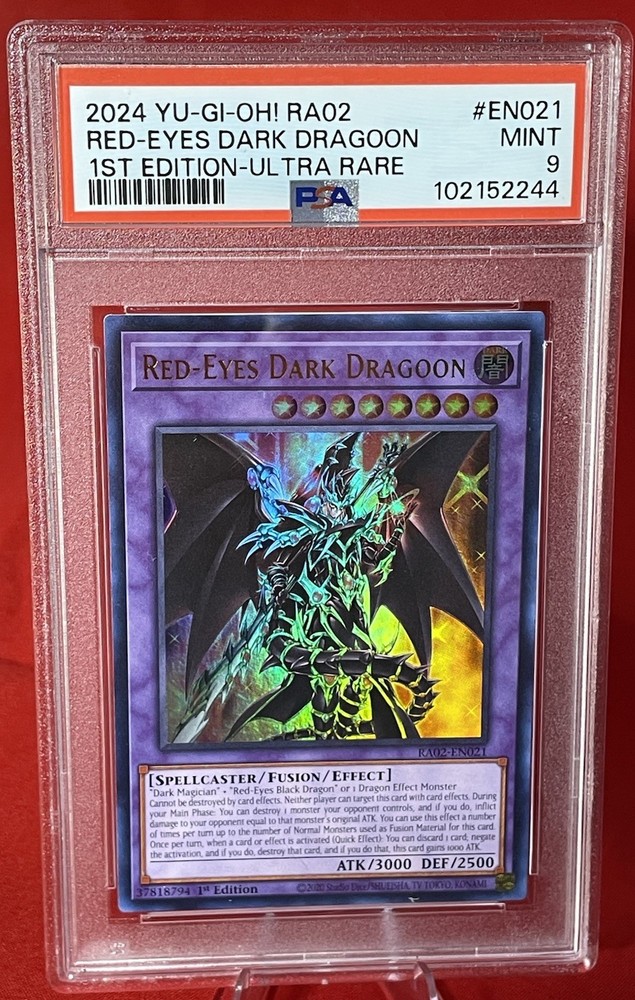 2024 YU-GI-OH! RA02 #EN021
RED-EYES DARK DRAGOON MINT
1ST EDITION-ULTRA RARE 9
PSA 102152244
RED-EYES DARK DRAGOON
DARK
闇
RA02-EN021
[SPELLCASTER/FUSION/EFFECT]
"Dark Magician" + "Red-Eyes Black Dragon" or 1 Dragon Effect Monster
Cannot be destroyed by card effects. Neither player can target this card with card effects. During
your Main Phase: You can destroy 1 monster your opponent controls, and if you do, inflict
damage to your opponent equal to that monster's original ATK. You can use this effect a number
of times per turn up to the number of Normal Monsters used as Fusion Material for this card.
Once per turn, when a card or effect is activated (Quick Effect): You can discard 1 card; negate
the activation, and if you do, destroy that card, and if you do that, this card gains 1000 ATK.
ATK/3000 DEF/2500
37818794 1st Edition ©2020 Studio Dice/SHUEISHA, TV TOKYO, KONAMI